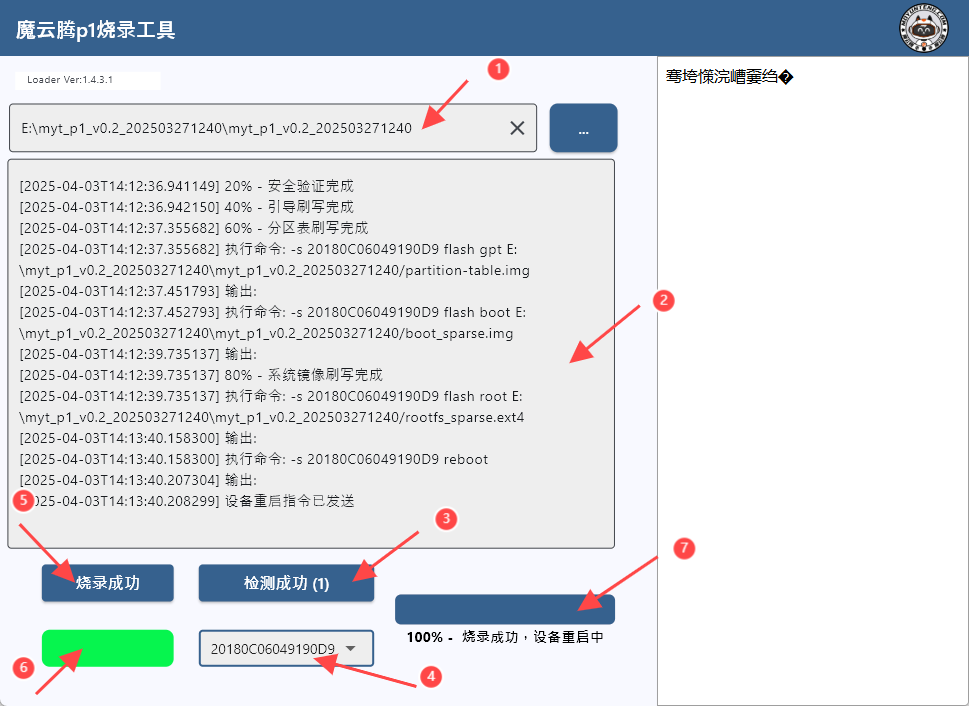 魔云腾p1烧录工具
Loader Ver:1.4.3.1
骞垮憡浣嶆霎绉�
1
E:\myt_p1_v0.2_202503271240\myt_p1_v0.2_202503271240
...
[2025-04-03T14:12:36.941149] 20% - 安全验证完成
[2025-04-03T14:12:36.942150] 40% - 引导刷写完成
[2025-04-03T14:12:37.355682] 60% - 分区表刷写完成
[2025-04-03T14:12:37.355682] 执行命令: -s 20180C06049190D9 flash gpt E:
\myt_p1_v0.2_202503271240\myt_p1_v0.2_202503271240/partition-table.img
[2025-04-03T14:12:37.451793] 输出:
[2025-04-03T14:12:37.452793] 执行命令: -s 20180C06049190D9 flash boot E:
\myt_p1_v0.2_202503271240\myt_p1_v0.2_202503271240/boot_sparse.img
[2025-04-03T14:12:39.735137] 输出:
[2025-04-03T14:12:39.735137] 80% - 系统镜像刷写完成
[2025-04-03T14:12:39.735137] 执行命令: -s 20180C06049190D9 flash root E:
\myt_p1_v0.2_202503271240\myt_p1_v0.2_202503271240/rootfs_sparse.ext4
[2025-04-03T14:13:40.158300] 输出:
[2025-04-03T14:13:40.158300] 执行命令: -s 20180C06049190D9 reboot
[2025-04-03T14:13:40.207304] 输出:
025-04-03T14:13:40.208299] 设备重启指令已发送
2
5
3
7
烧录成功
检测成功 (1)
100% - 烧录成功，设备重启中
20180C06049190D9
6
4